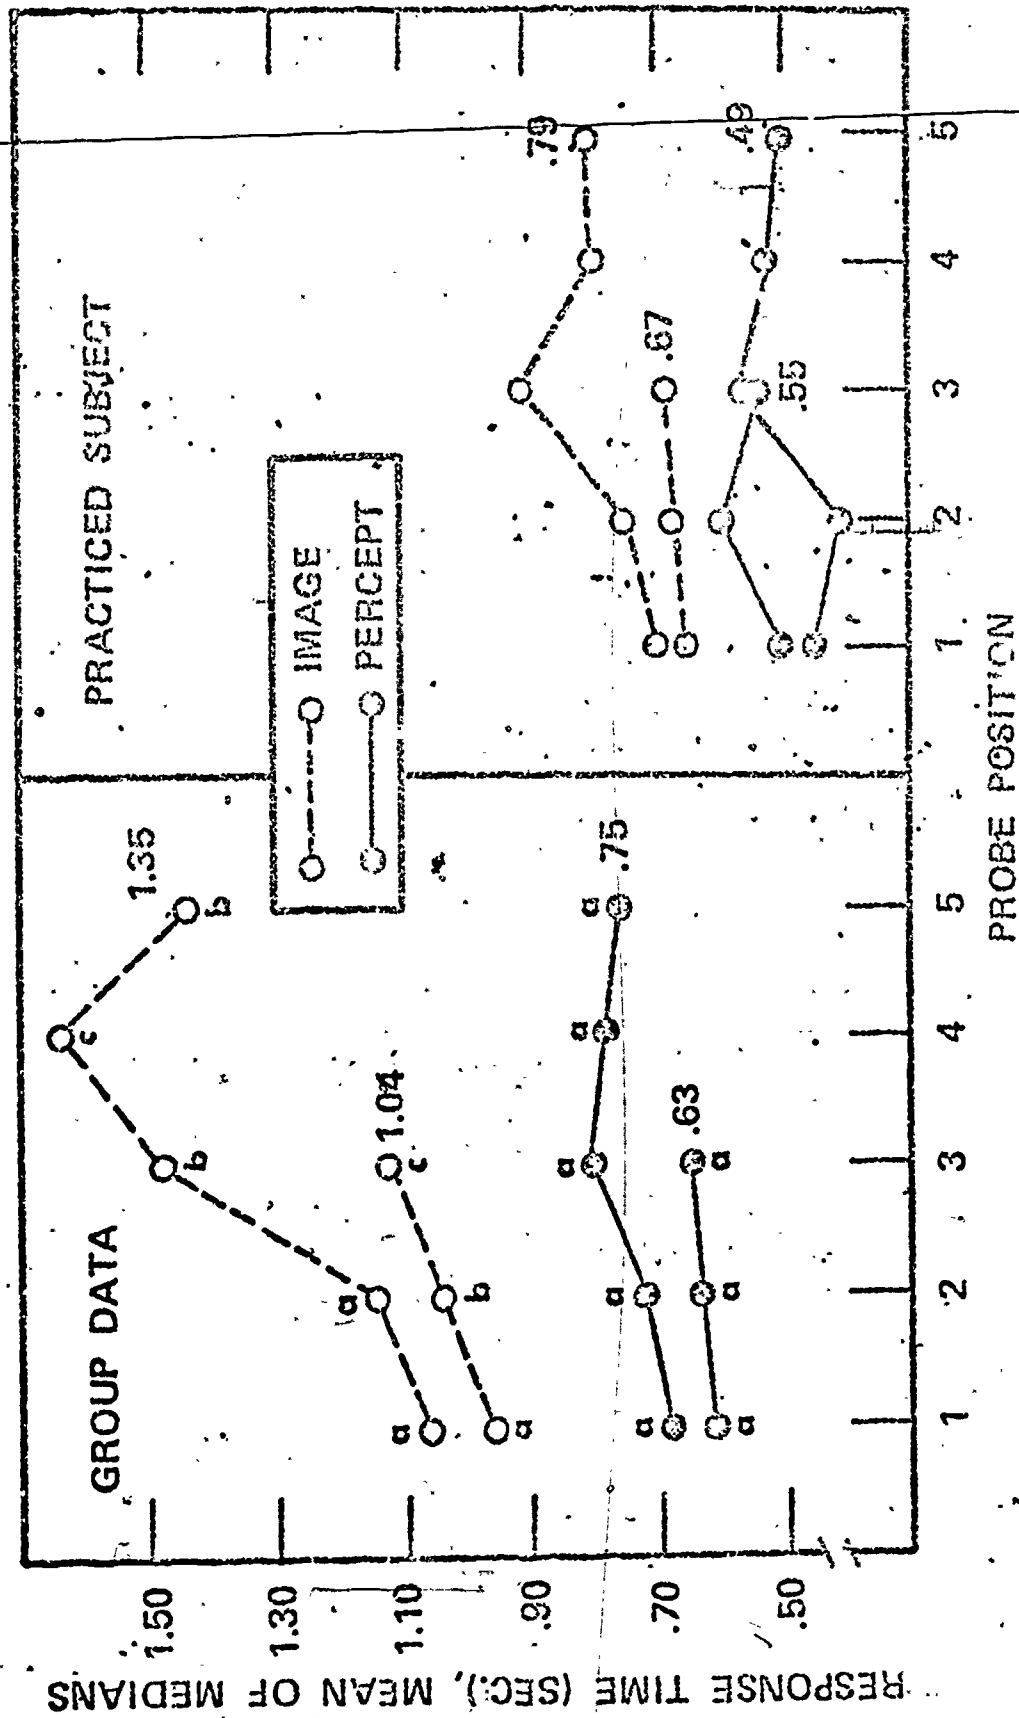 GROUP DATA
PRACTICED SUBJECT
IMAGE
PERCEPT
RESPONSE TIME (SEC.), MEAN OF MEDIANS
1.50
1.30
1.10
.90
.70
.50
c
b
1.35
b
a
a
c
1.04
b
a
a
a
a
.75
a
a
a
.63
a
a
.79
.67
.49
.55
1
2
3
4
5
1
2
3
4
5
PROBE POSITION